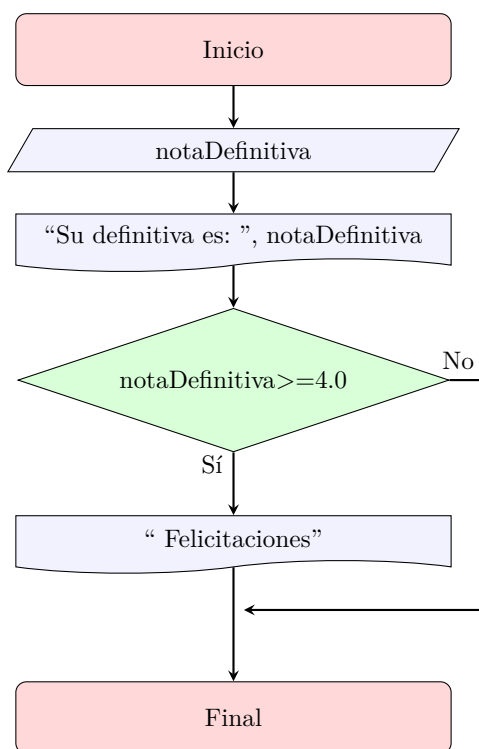 Inicio
notaDefinitiva
“Su definitiva es: ”, notaDefinitiva
notaDefinitiva>=4.0
No
Sí
“ Felicitaciones”
Final